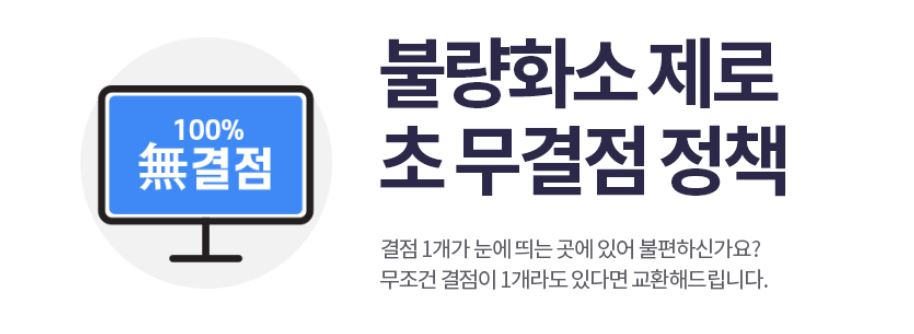 100%
無결점
불량화소 제로
초 무결점 정책
결점 1개가 눈에 띄는 곳에 있어 불편하신가요?
무조건 결점이 1개라도 있다면 교환해드립니다.